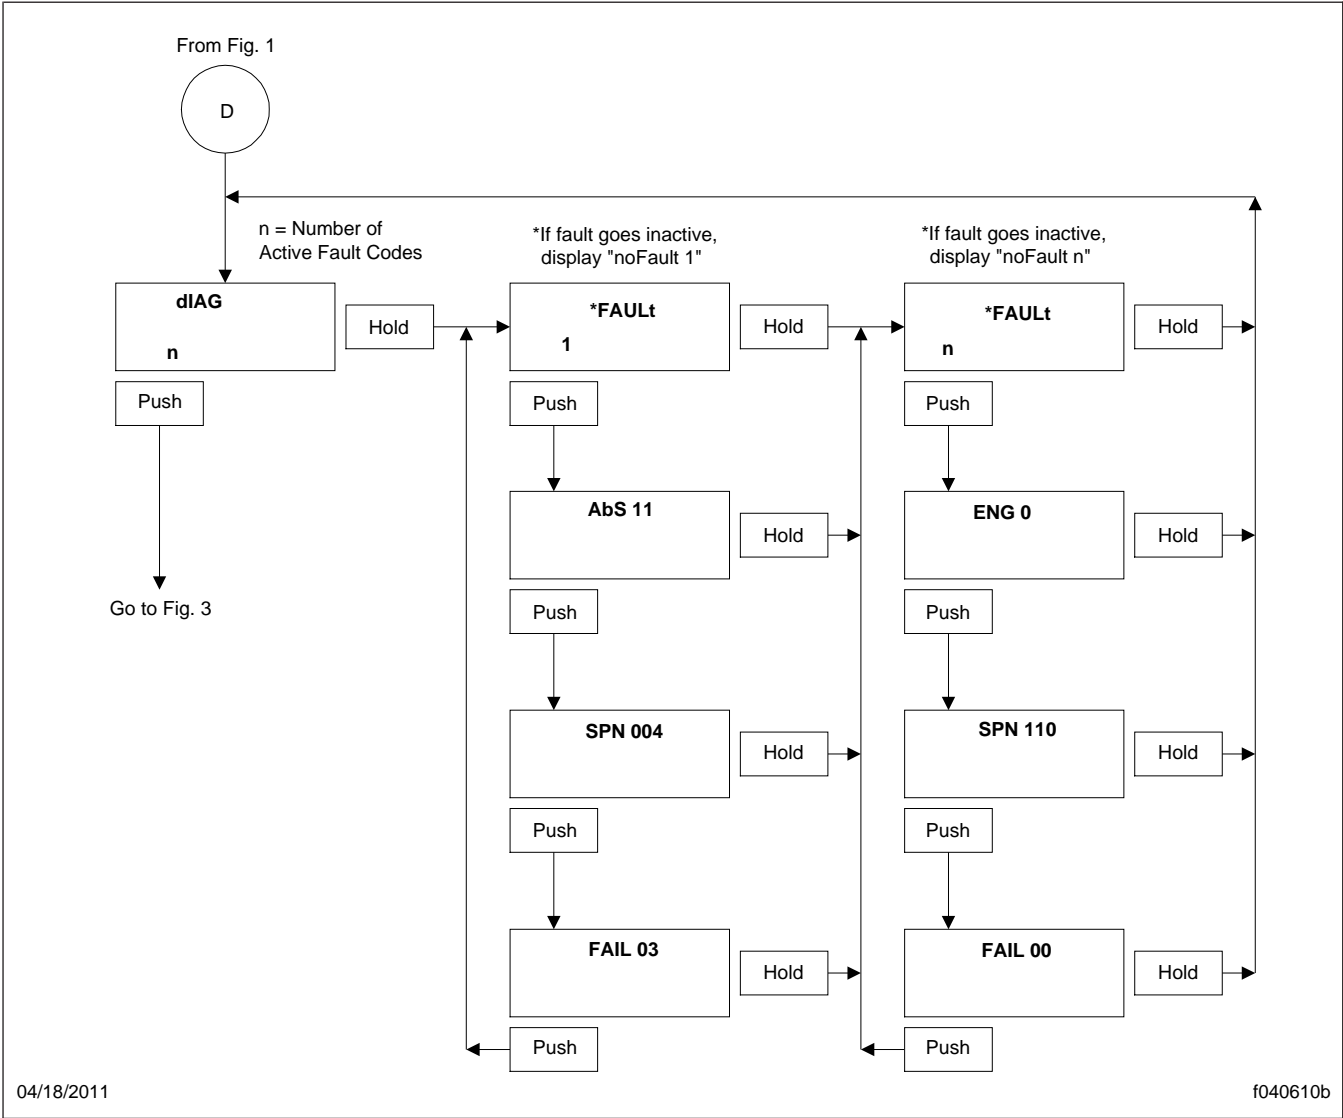 From Fig. 1
D
n = Number of
Active Fault Codes
*If fault goes inactive,
display "noFault 1"
*If fault goes inactive,
display "noFault n"
dIAG
n
Hold
*FAULt
1
Hold
*FAULt
n
Hold
Push
Push
Push
AbS 11
Hold
ENG 0
Hold
Go to Fig. 3
Push
Push
SPN 004
Hold
SPN 110
Hold
Push
Push
FAIL 03
Hold
FAIL 00
Hold
Push
Push
04/18/2011
f040610b